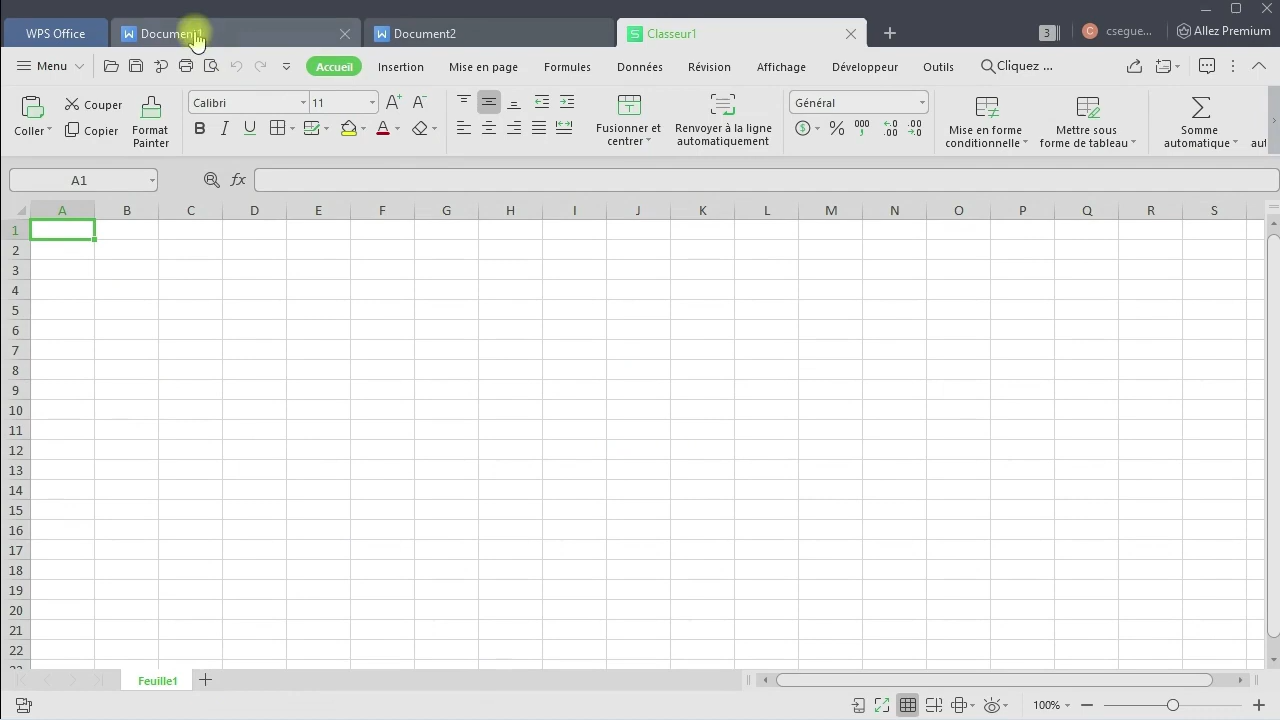 WPS Office
Document1
Document2
Classeur1
3
C
csegue...
Allez Premium
Menu
Accueil
Insertion
Mise en page
Formules
Données
Révision
Affichage
Développeur
Outils
Cliquez ...
Coller
Couper
Copier
Format
Painter
Calibri
11
Fusionner et
centrer
Renvoyer à la ligne
automatiquement
Général
Mise en forme
conditionnelle
Mettre sous
forme de tableau
Somme
automatique
A1
fx
A B C D E F G H I J K L M N O P Q R S
1
2
3
4
5
6
7
8
9
10
11
12
13
14
15
16
17
18
19
20
21
22
Feuille1
100%